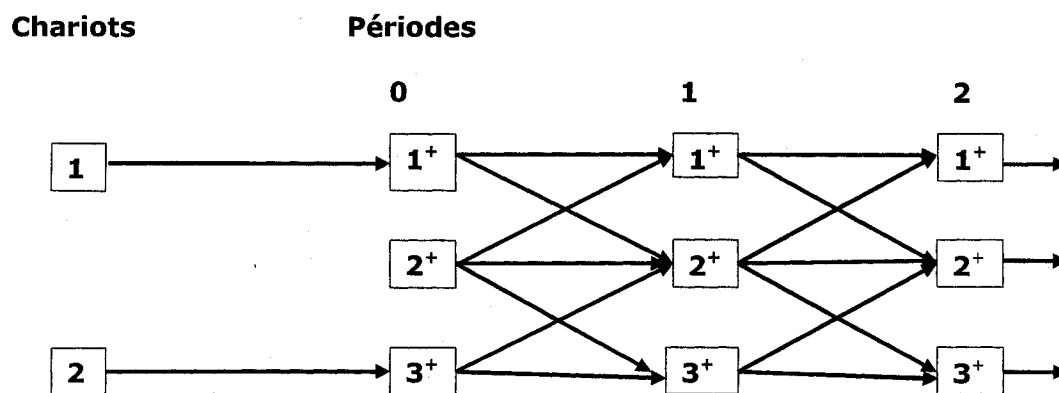 Chariots Périodes
0 1 2
1 1⁺ 1⁺ 1⁺
2⁺ 2⁺ 2⁺
2 3⁺ 3⁺ 3⁺